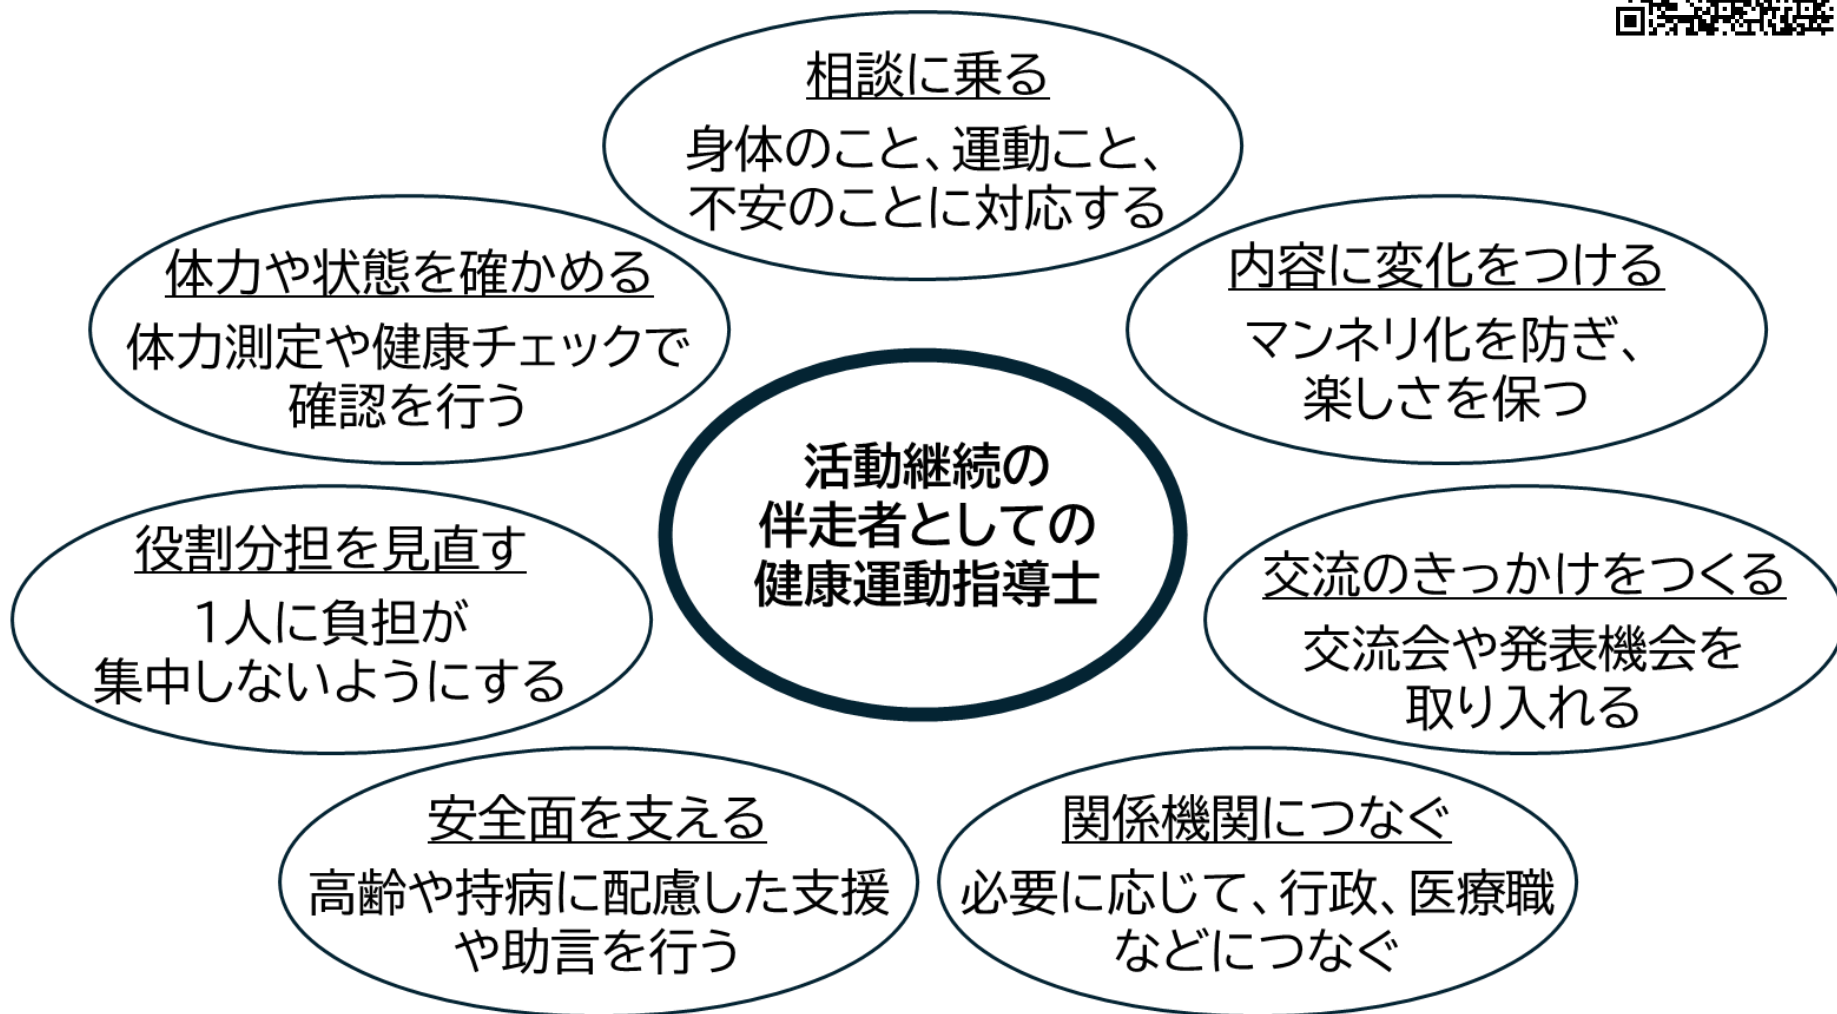 相談に乗る
身体のこと、運動こと、
不安のことに対応する
体力や状態を確かめる
体力測定や健康チェックで
確認を行う
内容に変化をつける
マンネリ化を防ぎ、
楽しさを保つ
活動継続の
伴走者としての
健康運動指導士
役割分担を見直す
1人に負担が
集中しないようにする
交流のきっかけをつくる
交流会や発表機会を
取り入れる
安全面を支える
高齢や持病に配慮した支援
や助言を行う
関係機関につなぐ
必要に応じて、行政、医療職
などにつなぐ